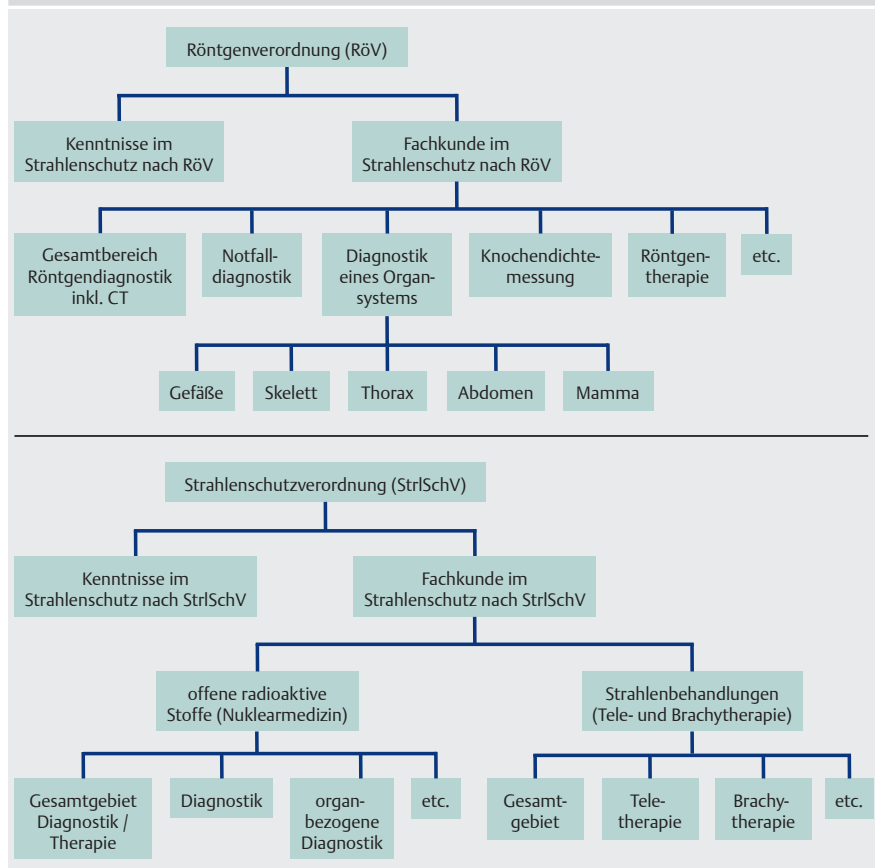 Röntgenverordnung (RöV)
Kenntnisse im
Strahlenschutz nach RöV
Fachkunde im
Strahlenschutz nach RöV
Gesamtbereich
Röntgendiagnostik
inkl. CT
Notfall-
diagnostik
Diagnostik
eines Organ-
systems
Knochendichte-
messung
Röntgen-
therapie
etc.
Gefäße
Skelett
Thorax
Abdomen
Mamma
Strahlenschutzverordnung (StrlSchV)
Kenntnisse im
Strahlenschutz nach StrlSchV
Fachkunde im
Strahlenschutz nach StrlSchV
offene radioaktive
Stoffe (Nuklearmedizin)
Strahlenbehandlungen
(Tele- und Brachytherapie)
Gesamtgebiet
Diagnostik /
Therapie
Diagnostik
organ-
bezogene
Diagnostik
etc.
Gesamt-
gebiet
Tele-
therapie
Brachy-
therapie
etc.